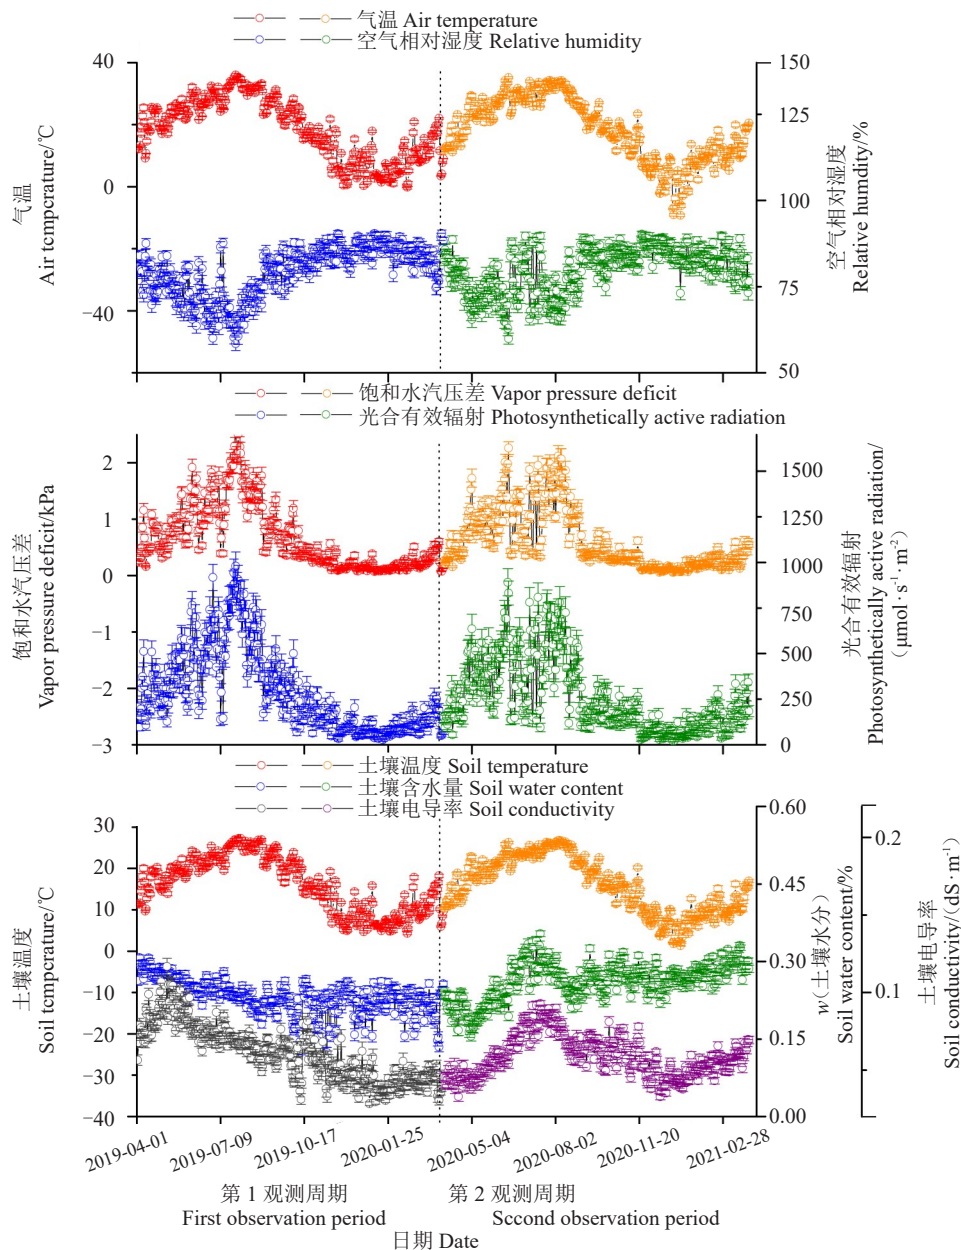 气温 Air temperature
空气相对湿度 Relative humidity
40
0
−40
气温
Air tcmpcrature/℃
150
125
100
75
50
空气相对湿度
Relative humdity/%
饱和水汽压差 Vapor pressure deficit
光合有效辐射 Photosynthetically active radiation
2
1
0
−1
−2
−3
饱和水汽压差
Vapor pressure deficit/kPa
1500
1250
1000
750
500
250
0
光合有效辐射
Photosynthetically active radiation/
(μmol·s⁻¹·m⁻²)
土壤温度 Soil temperature
土壤含水量 Soil water content
土壤电导率 Soil conductivity
30
20
10
0
−10
−20
−30
−40
土壤温度
Soil tcmpcrature/℃
0.60
0.45
0.30
0.15
0.00
w(土壤水分)
Soil water content/%
0.2
0.1
土壤电导率
Soil conductivity/(dS·m⁻¹)
2019-04-01
2019-07-09
2019-10-17
2020-01-25
2020-05-04
2020-08-02
2020-11-20
2021-02-28
第 1 观测周期
First observation period
第 2 观测周期
Sccond observation period
日期 Date